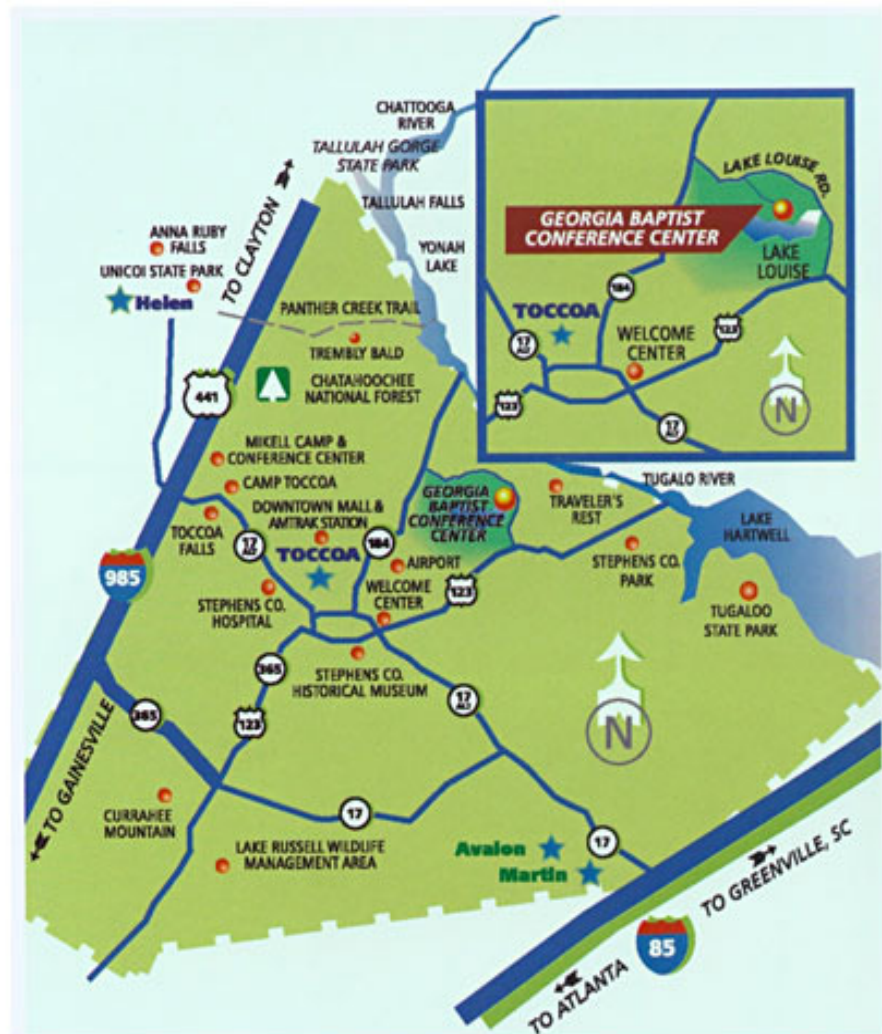 CHATTOOGA
RIVER
TALLULAH GORGE
STATE PARK
TALLULAH FALLS
YONAH
LAKE
TO CLAYTON
ANNA RUBY
FALLS
UNICOI STATE PARK
Helen
PANTHER CREEK TRAIL
TREMBLY BALD
441
CHATAHOOCHEE
NATIONAL FOREST
MIKELL CAMP &
CONFERENCE CENTER
CAMP TOCCOA
DOWNTOWN MALL &
AMTRAK STATION
TOCCOA
FALLS
17
ALT
TOCCOA
184
AIRPORT
GEORGIA
BAPTIST
CONFERENCE
CENTER
TRAVELER'S
REST
TUGALO RIVER
LAKE
HARTWELL
STEPHENS CO.
PARK
TUGALOO
STATE PARK
985
STEPHENS CO.
HOSPITAL
WELCOME
CENTER
123
365
STEPHENS CO.
HISTORICAL MUSEUM
17
ALT
N
365
123
TO GAINESVILLE
CURRAHEE
MOUNTAIN
17
LAKE RUSSELL WILDLIFE
MANAGEMENT AREA
Avalon
Martin
17
TO GREENVILLE, SC
85
TO ATLANTA
LAKE LOUISE RD.
GEORGIA BAPTIST
CONFERENCE CENTER
LAKE
LOUISE
184
TOCCOA
17
ALT
WELCOME
CENTER
123
123
17
ALT
N